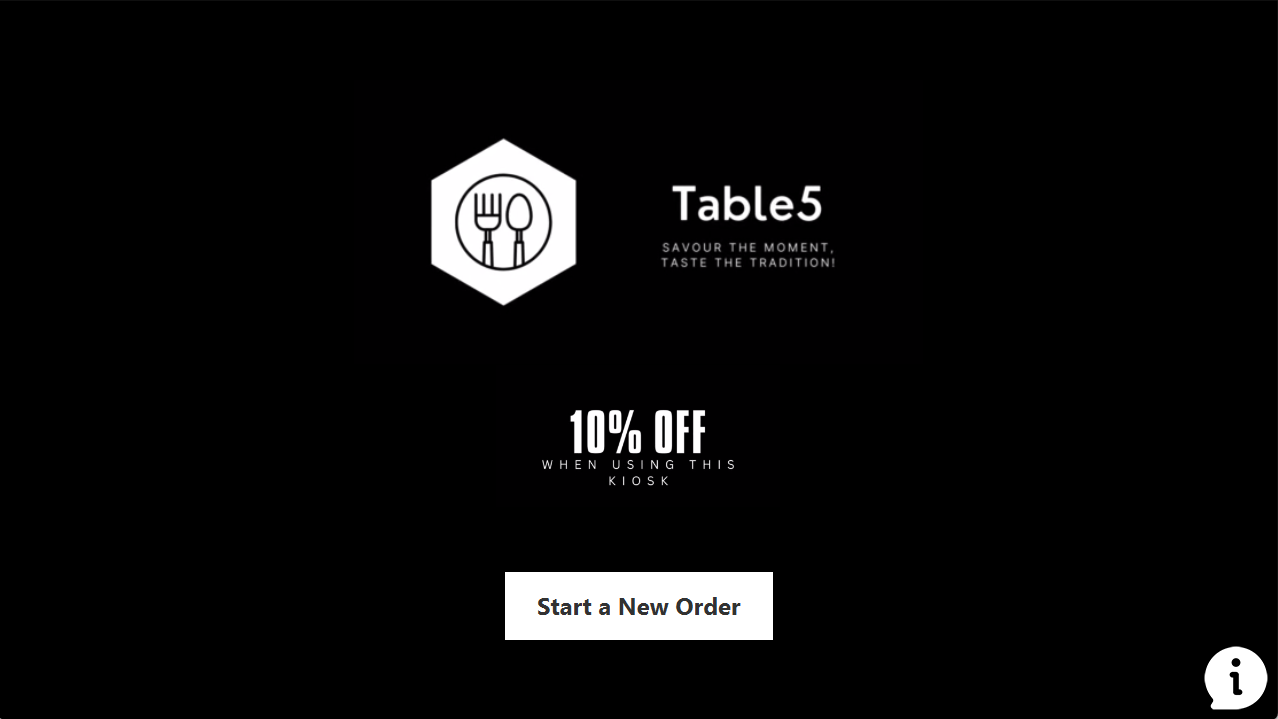 Table5
SAVOUR THE MOMENT,
TASTE THE TRADITION!
10% OFF
WHEN USING THIS
KIOSK
Start a New Order
i